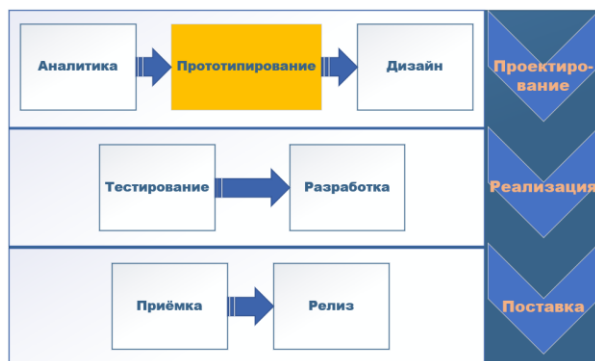 Аналитика
Прототипирование
Дизайн
Проектиро-
вание
Тестирование
Разработка
Реализация
Приёмка
Релиз
Поставка